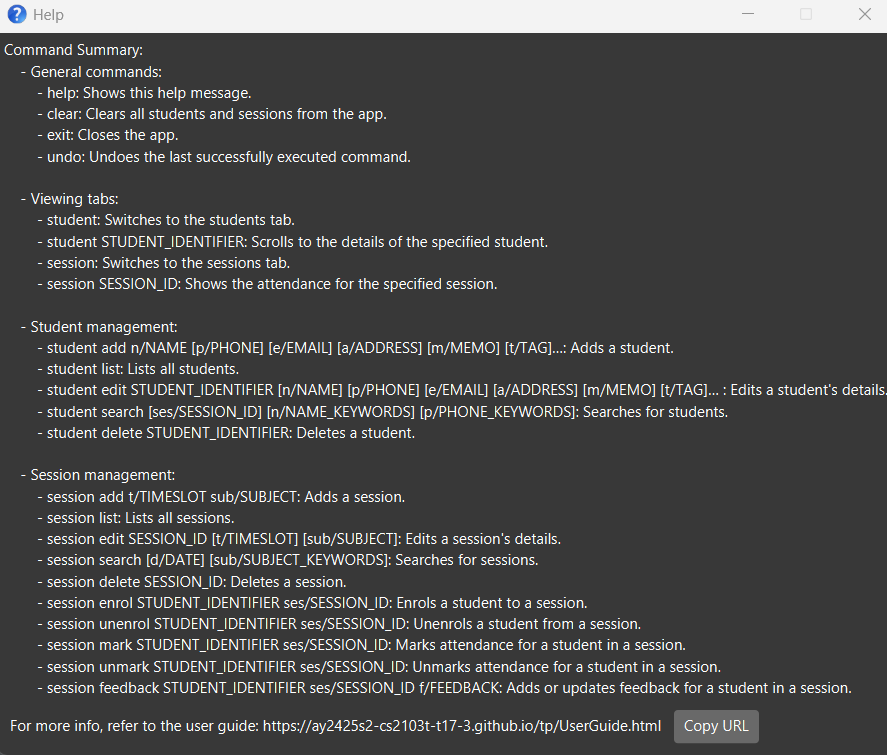 Help
Command Summary:
- General commands:
- help: Shows this help message.
- clear: Clears all students and sessions from the app.
- exit: Closes the app.
- undo: Undoes the last successfully executed command.
- Viewing tabs:
- student: Switches to the students tab.
- student STUDENT_IDENTIFIER: Scrolls to the details of the specified student.
- session: Switches to the sessions tab.
- session SESSION_ID: Shows the attendance for the specified session.
- Student management:
- student add n/NAME [p/PHONE] [e/EMAIL] [a/ADDRESS] [m/MEMO] [t/TAG]...: Adds a student.
- student list: Lists all students.
- student edit STUDENT_IDENTIFIER [n/NAME] [p/PHONE] [e/EMAIL] [a/ADDRESS] [m/MEMO] [t/TAG]... : Edits a student's details.
- student search [ses/SESSION_ID] [n/NAME_KEYWORDS] [p/PHONE_KEYWORDS]: Searches for students.
- student delete STUDENT_IDENTIFIER: Deletes a student.
- Session management:
- session add t/TIMESLOT sub/SUBJECT: Adds a session.
- session list: Lists all sessions.
- session edit SESSION_ID [t/TIMESLOT] [sub/SUBJECT]: Edits a session's details.
- session search [d/DATE] [sub/SUBJECT_KEYWORDS]: Searches for sessions.
- session delete SESSION_ID: Deletes a session.
- session enrol STUDENT_IDENTIFIER ses/SESSION_ID: Enrols a student to a session.
- session unenrol STUDENT_IDENTIFIER ses/SESSION_ID: Unenrols a student from a session.
- session mark STUDENT_IDENTIFIER ses/SESSION_ID: Marks attendance for a student in a session.
- session unmark STUDENT_IDENTIFIER ses/SESSION_ID: Unmarks attendance for a student in a session.
- session feedback STUDENT_IDENTIFIER ses/SESSION_ID f/FEEDBACK: Adds or updates feedback for a student in a session.
For more info, refer to the user guide: https://ay2425s2-cs2103t-t17-3.github.io/tp/UserGuide.html Copy URL